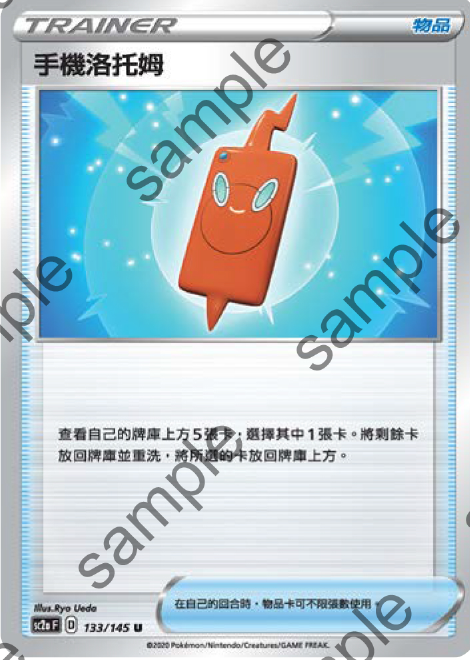 TRAINER
物品
手機洛托姆
查看自己的牌庫上方5張卡，選擇其中1張卡。將剩餘卡
放回牌庫並重洗，將所選的卡放回牌庫上方。
在自己的回合時，物品卡可不限張數使用。
Illus.Ryo Ueda
sc2a F D 133/145 U
©2020 Pokémon/Nintendo/Creatures/GAME FREAK.
sample
sample
sample
ple